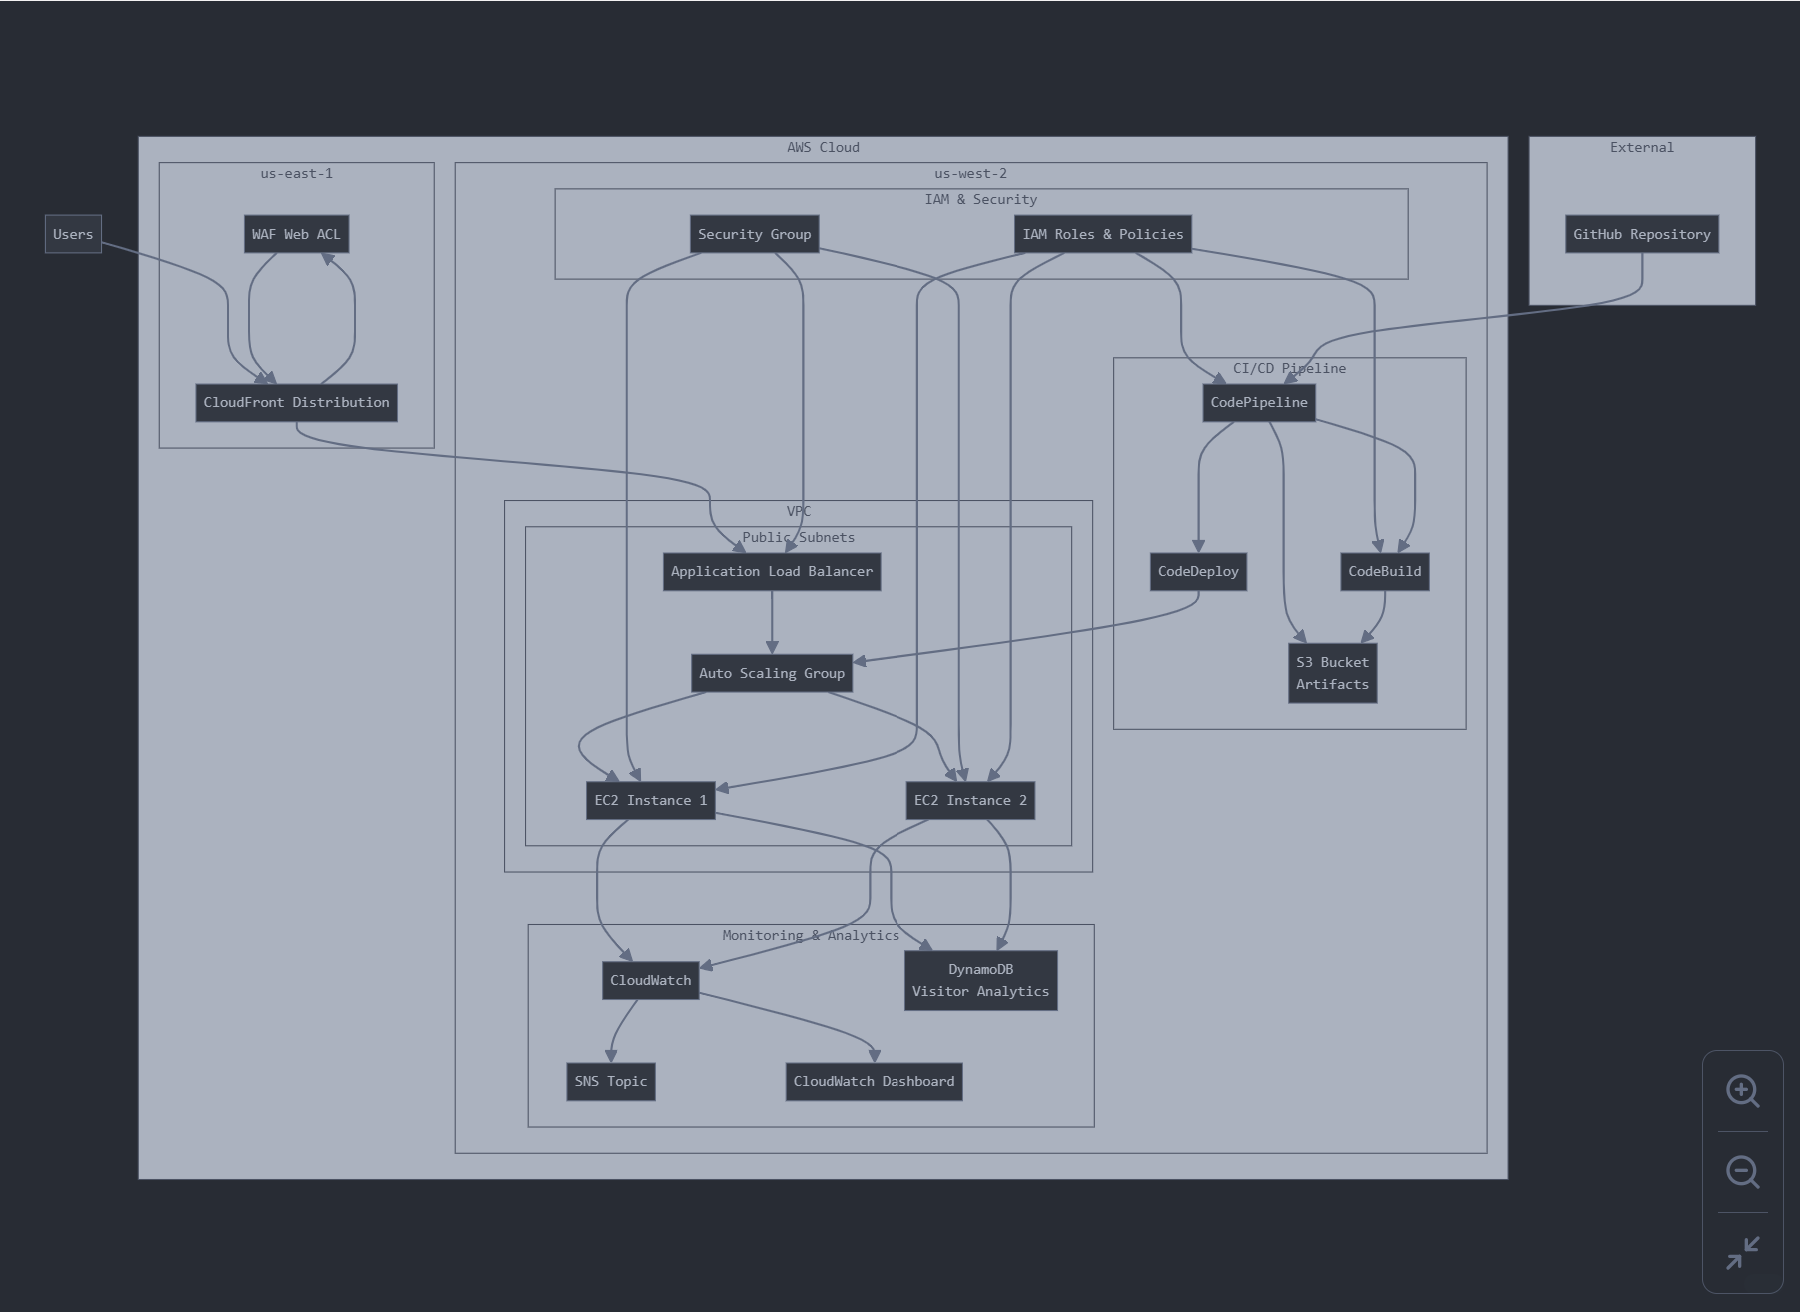 AWS Cloud
External
us-east-1
us-west-2
IAM & Security
Users
WAF Web ACL
Security Group
IAM Roles & Policies
GitHub Repository
CI/CD Pipeline
CloudFront Distribution
CodePipeline
VPC
Public Subnets
Application Load Balancer
CodeDeploy
CodeBuild
Auto Scaling Group
S3 Bucket
Artifacts
EC2 Instance 1
EC2 Instance 2
Monitoring & Analytics
CloudWatch
DynamoDB
Visitor Analytics
SNS Topic
CloudWatch Dashboard